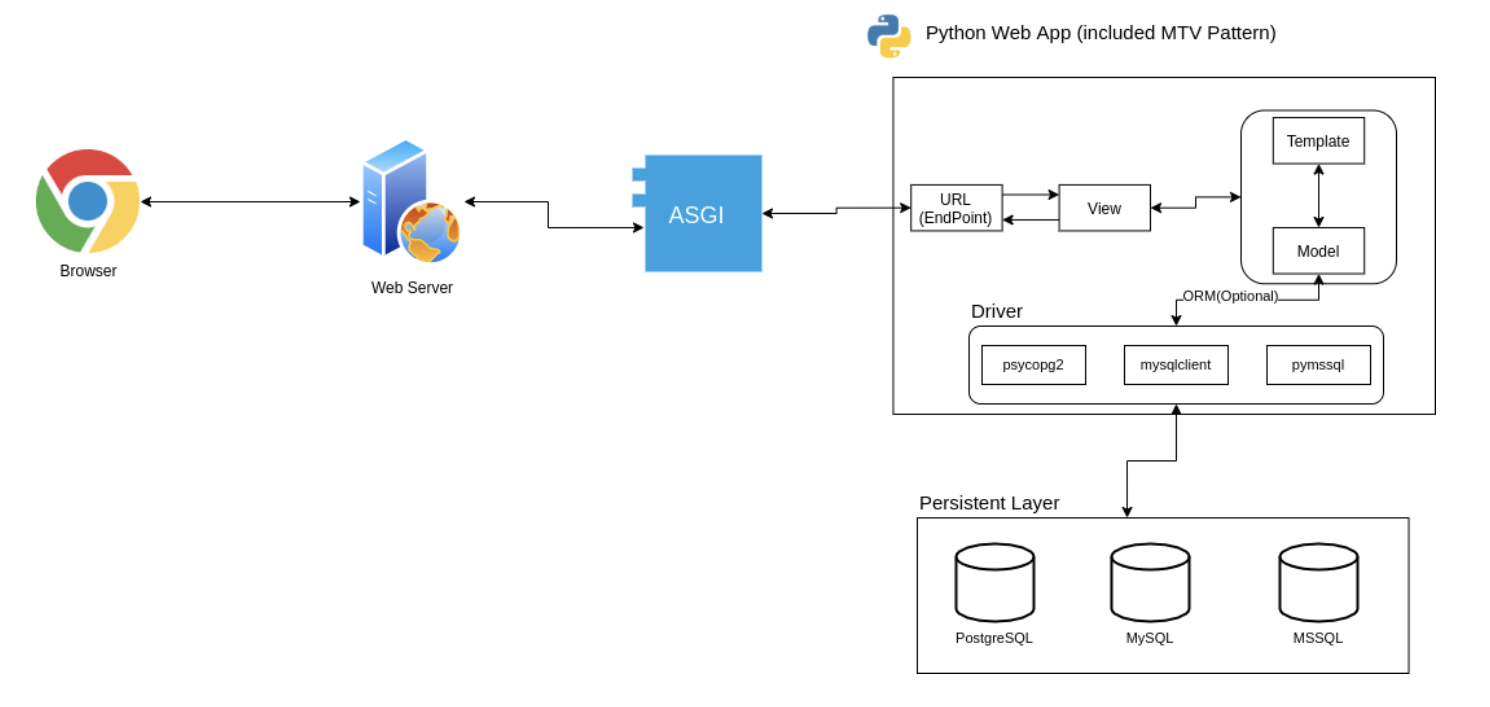 Python Web App (included MTV Pattern)
Browser
Web Server
ASGI
URL
(EndPoint)
View
Template
Model
ORM(Optional)
Driver
psycopg2
mysqlclient
pymssql
Persistent Layer
PostgreSQL
MySQL
MSSQL